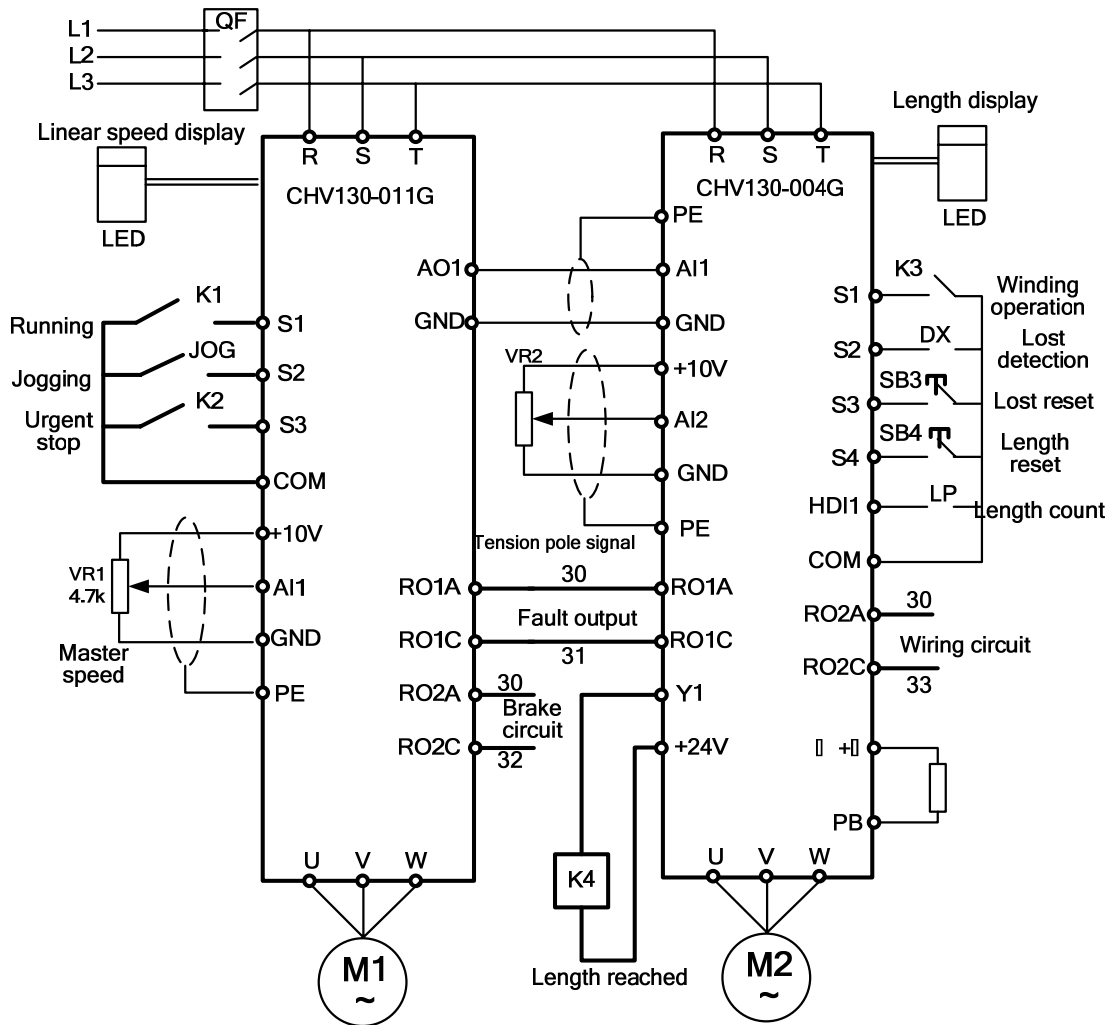 L1
L2
L3
QF
Linear speed display
LED
R S T
CHV130-011G
Running
K1
S1
Jogging
JOG
S2
Urgent
stop
K2
S3
COM
+10V
VR1
4.7k
AI1
GND
Master
speed
PE
AO1
GND
RO1A
RO1C
RO2A
RO2C
30
Fault output
31
30
Brake
circuit
32
U V W
M1
~
Length display
LED
R S T
CHV130-004G
PE
AI1
GND
VR2
+10V
AI2
GND
PE
Tension pole signal
RO1A
RO1C
Y1
+24V
K4
Length reached
S1
K3
Winding
operation
S2
DX
Lost
detection
S3
SB3
Lost reset
S4
SB4
Length
reset
HDI1
LP
Length count
COM
RO2A
30
Wiring circuit
RO2C
33
▯ +▯
PB
U V W
M2
~